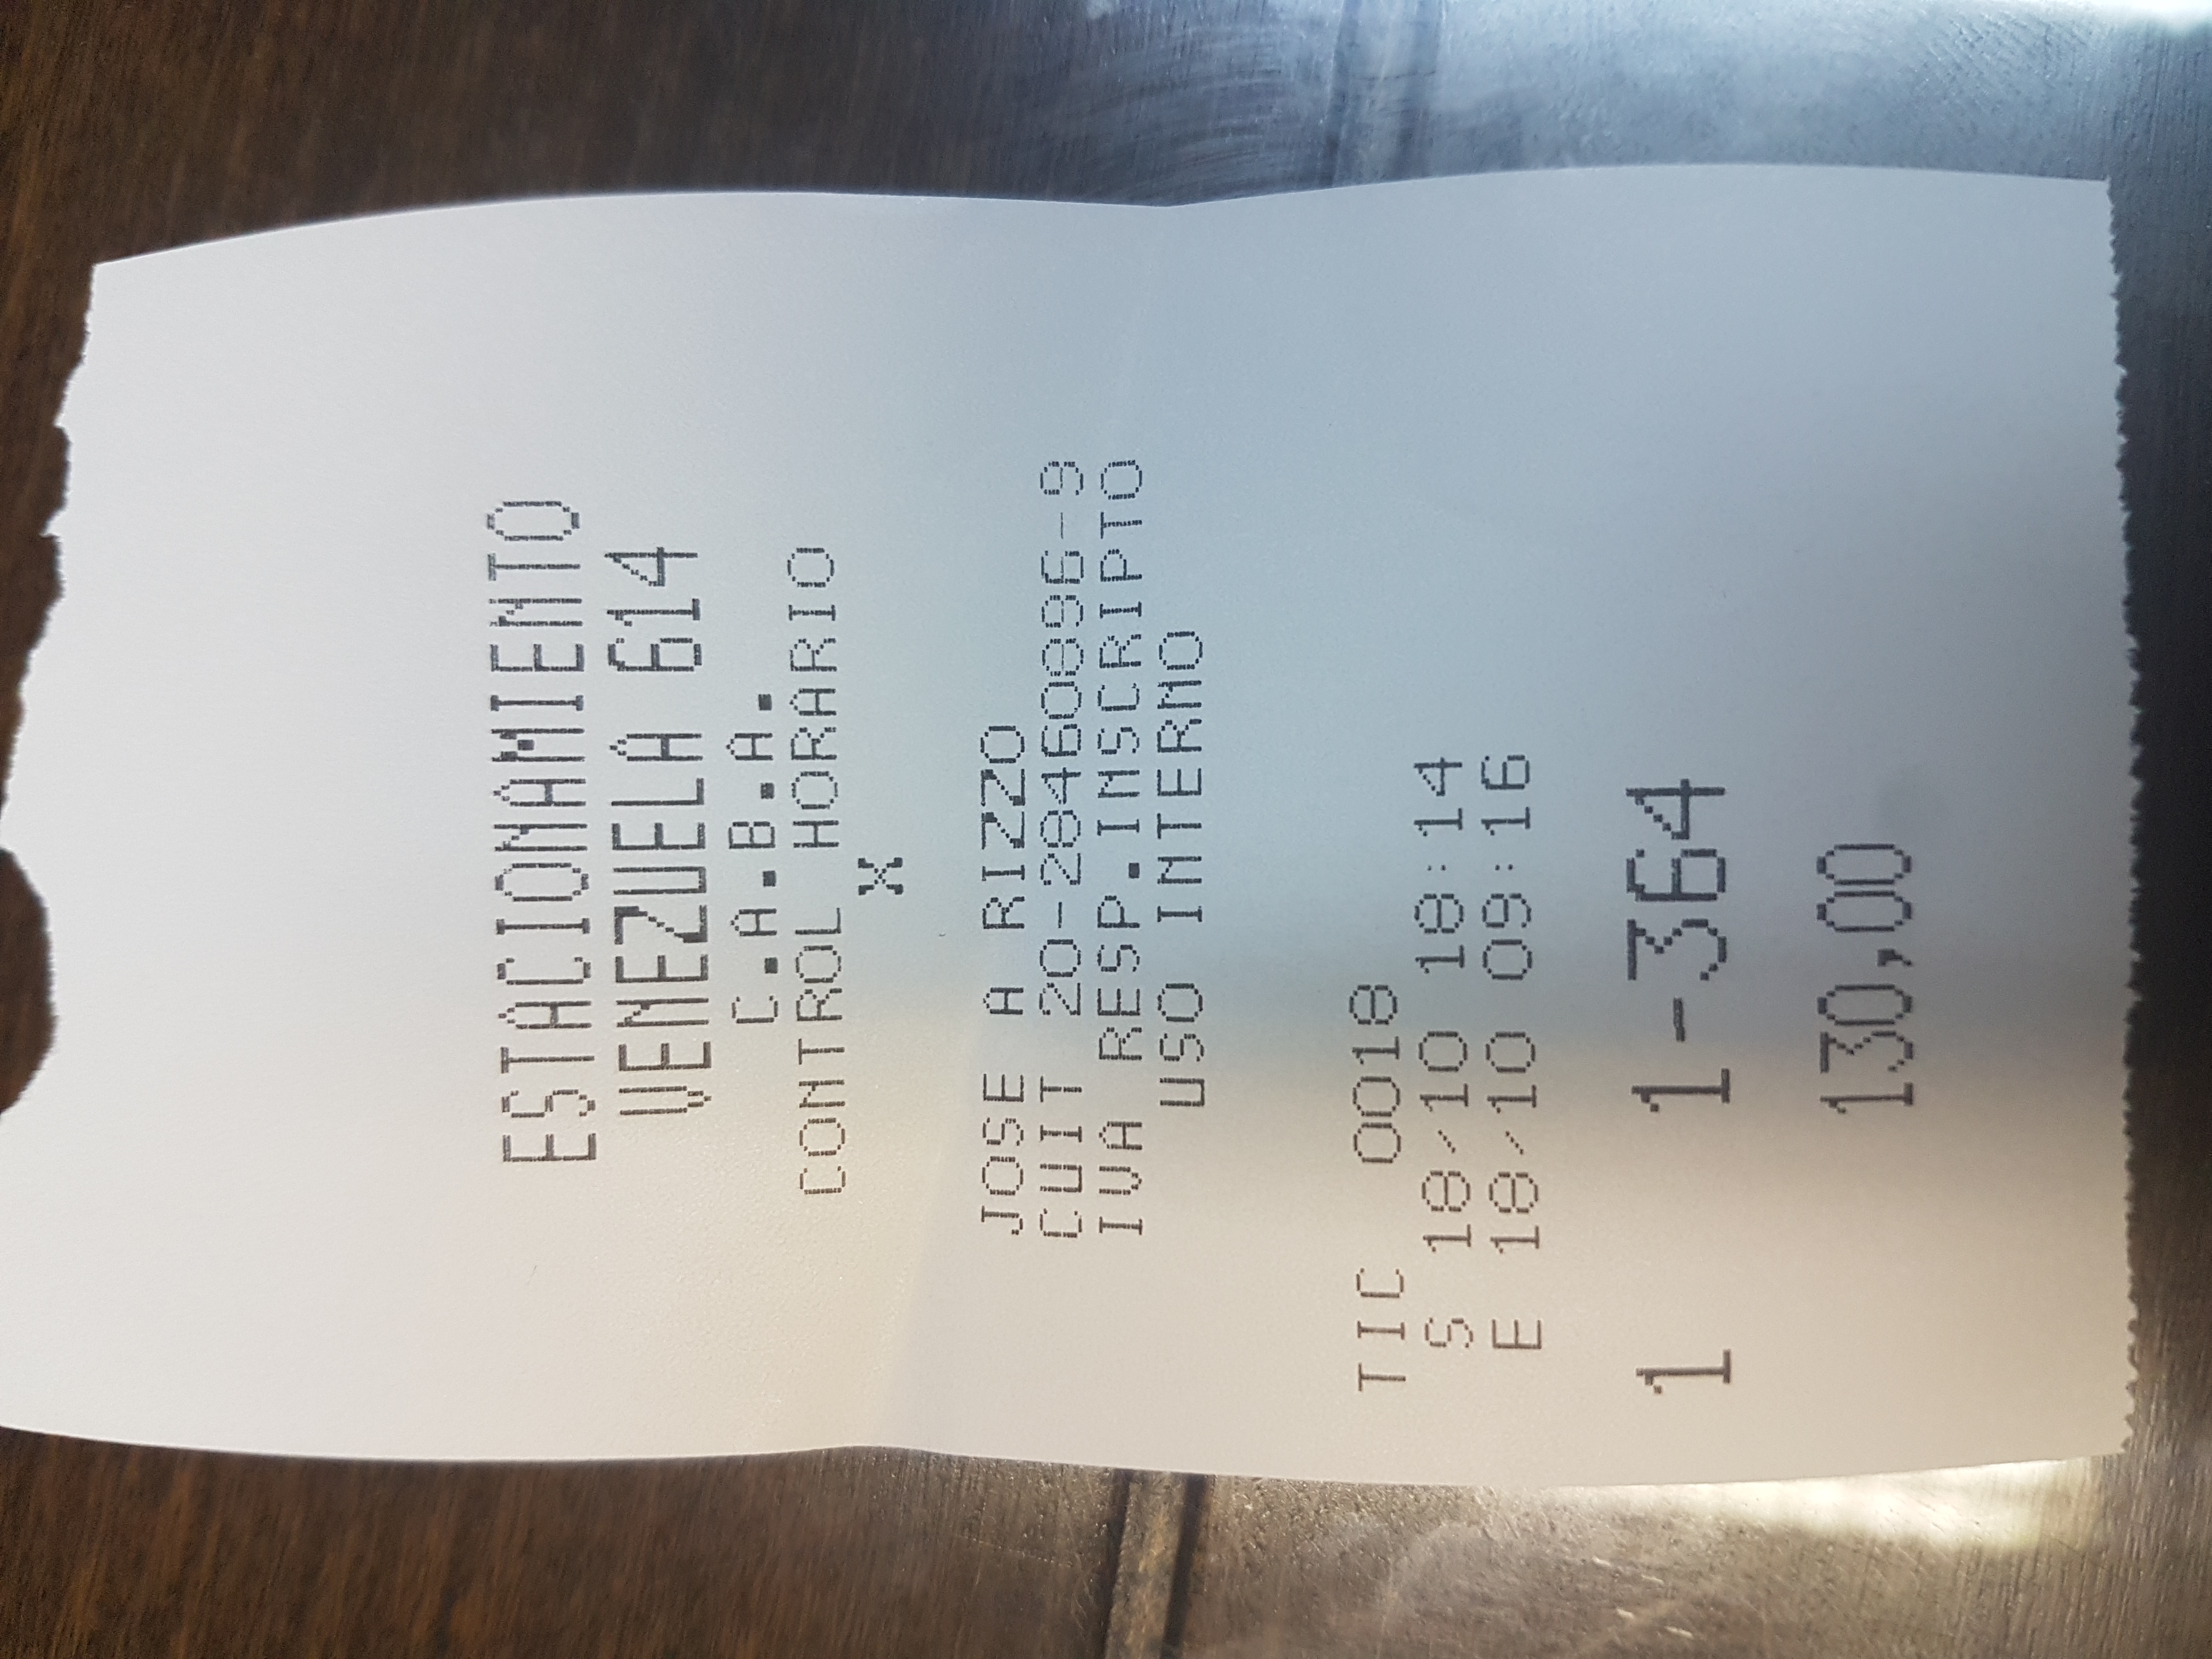 ESTACIONAMIENTO
VENEZUELA 614
C.A.B.A.
CONTROL HORARIO
X
JOSE A RIZZO
CUIT 20-28460896-9
IVA RESP.INSCRIPTO
USO INTERNO
TIC 0018
S 18/10 18:14
E 18/10 09:16
1 1-364
130,00